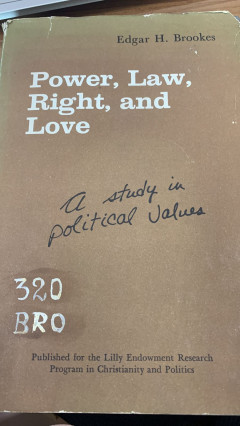 Edgar H. Brookes
Power, Law,
Right, and
Love
A study in
political values
320
BRO
Published for the Lilly Endowment Research
Program in Christianity and Politics